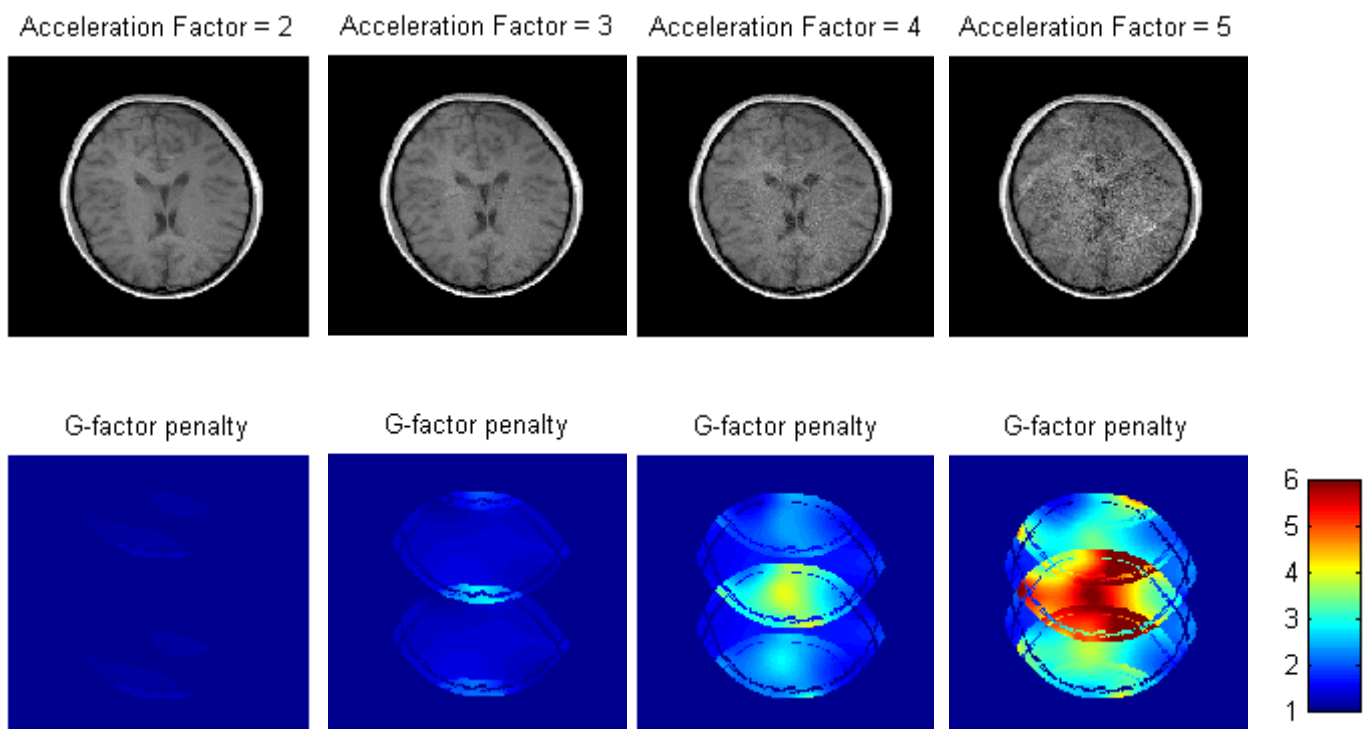 Acceleration Factor = 2
Acceleration Factor = 3
Acceleration Factor = 4
Acceleration Factor = 5
G-factor penalty
G-factor penalty
G-factor penalty
G-factor penalty
6
5
4
3
2
1